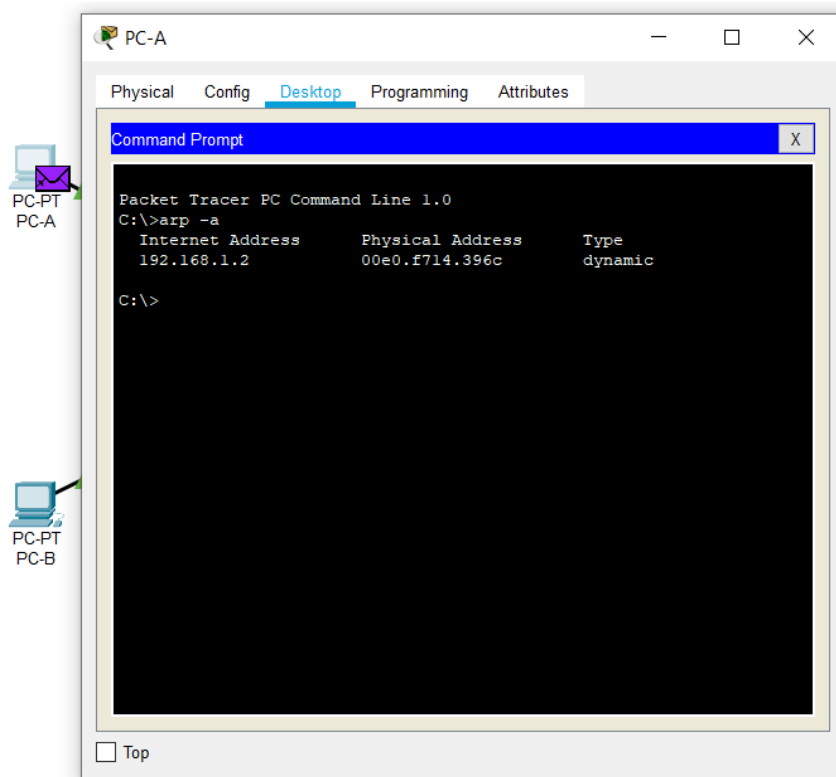 PC-A
Physical Config Desktop Programming Attributes
Command Prompt
X
Packet Tracer PC Command Line 1.0
C:\>arp -a
Internet Address Physical Address Type
192.168.1.2 00e0.f714.396c dynamic
C:\>
PC-PT
PC-A
PC-PT
PC-B
Top